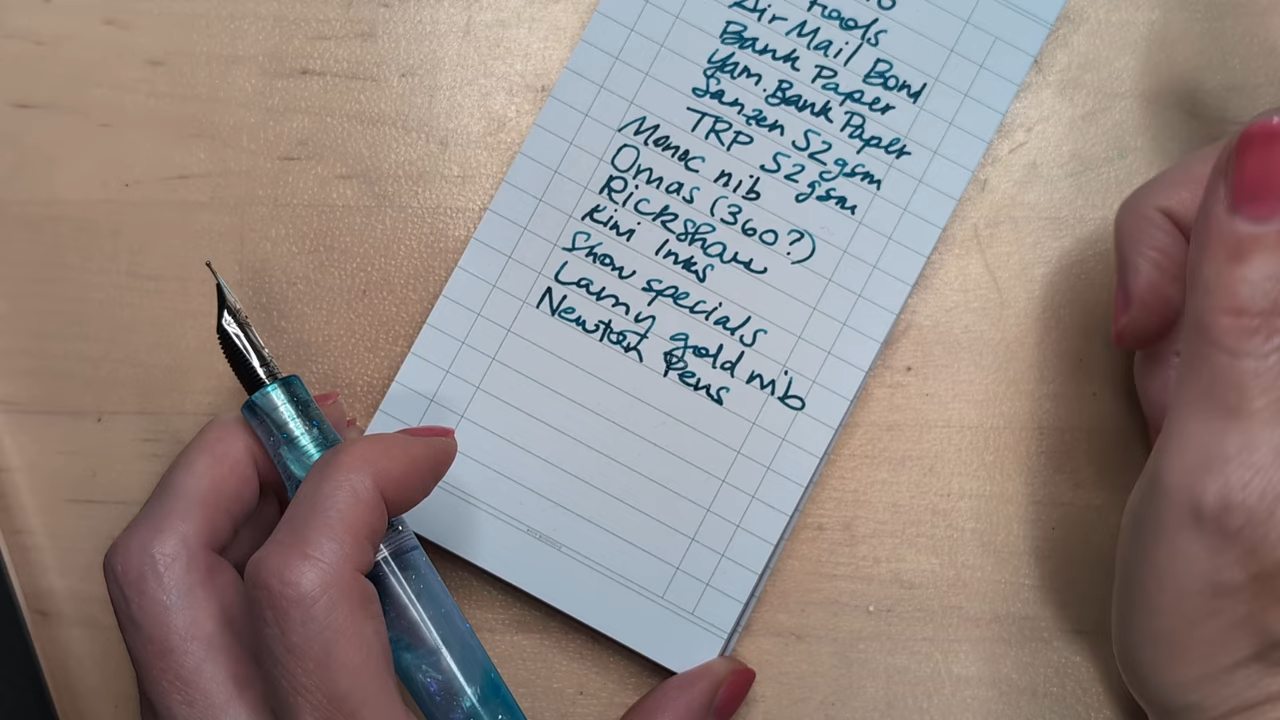 Air Mail Bond
Bank Paper
Yam. Bank Paper
Sanzen 52gsm
TRP 52gsm
Monoc nib
Omas (360?)
Rickshaw
Kiwi Inks
Show specials
Lamy gold nib
Newton Pens